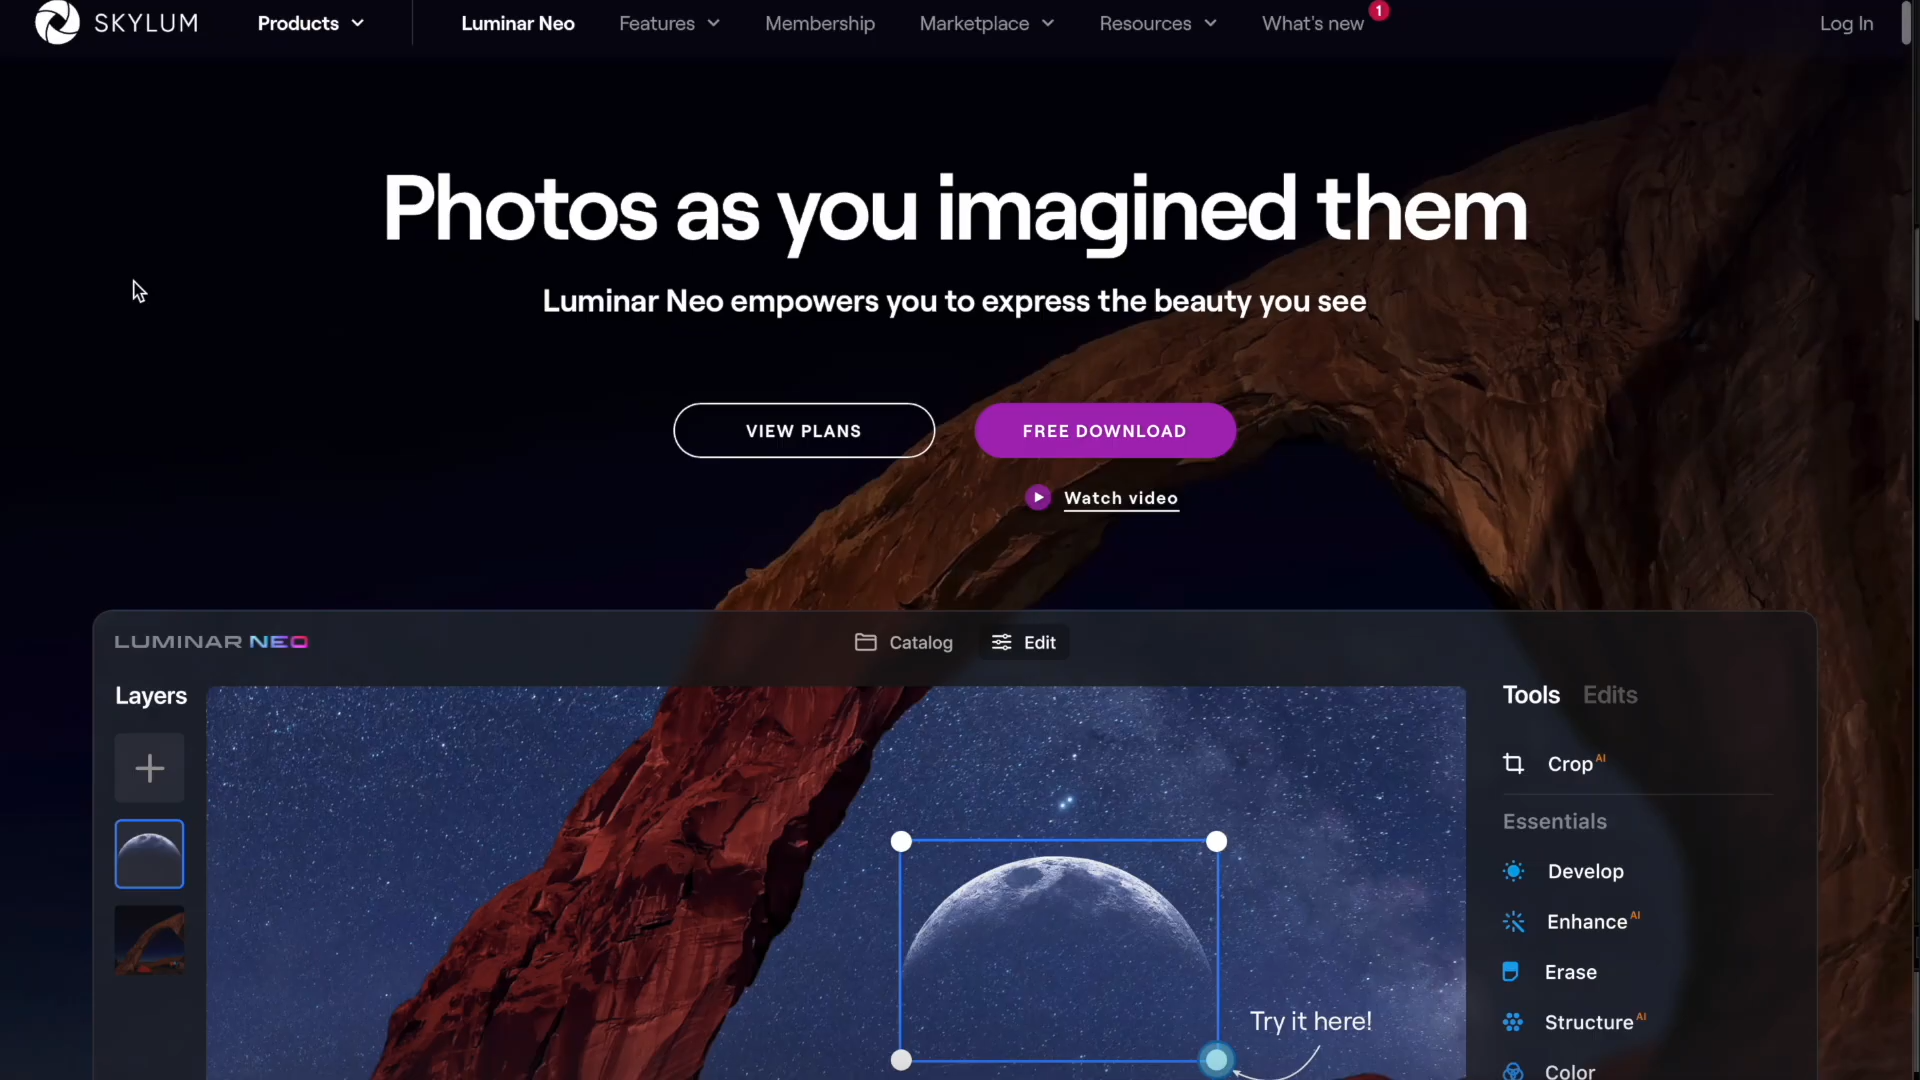 SKYLUM
Products
Luminar Neo
Features
Membership
Marketplace
Resources
What's new
1
Log In
Photos as you imagined them
Luminar Neo empowers you to express the beauty you see
VIEW PLANS
FREE DOWNLOAD
Watch video
LUMINAR NEO
Catalog
Edit
Layers
Tools
Edits
Crop AI
Essentials
Develop
Enhance AI
Erase
Structure AI
Color
Try it here!